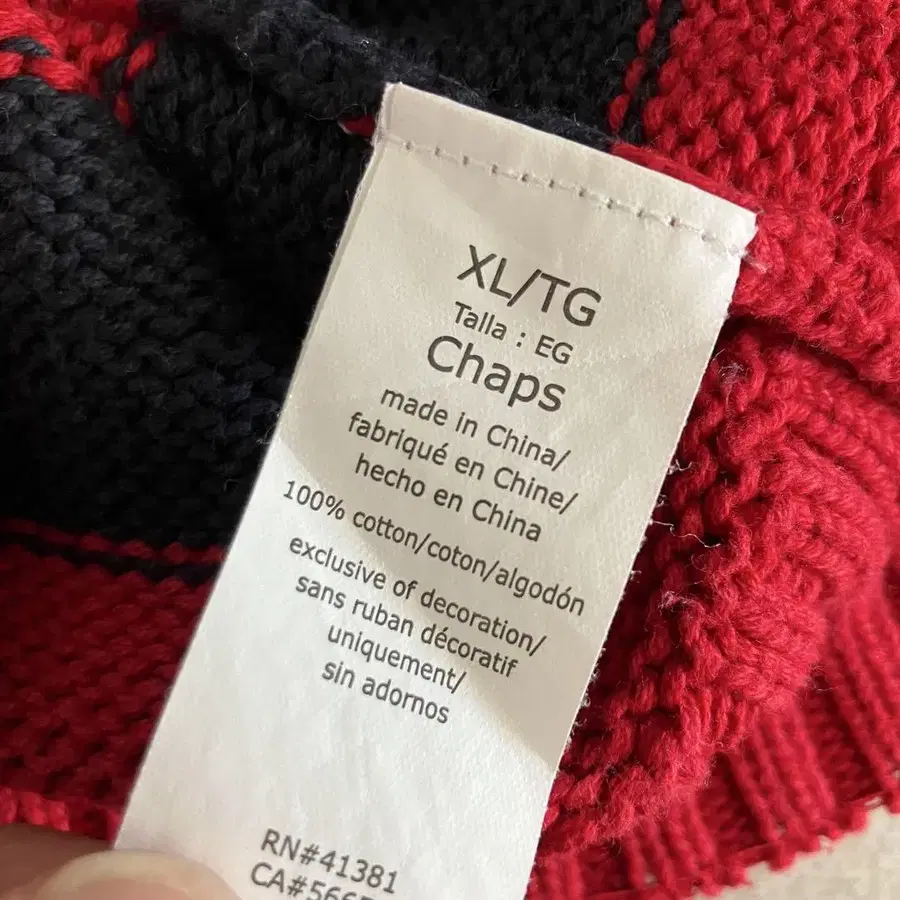 XL/TG
Talla : EG
Chaps
made in China/
fabriqué en Chine/
hecho en China
100% cotton/coton/algodón
exclusive of decoration/
sans ruban décoratif
uniquement/
sin adornos
RN#41381